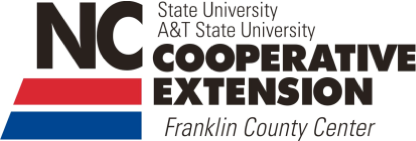 NC State University
A&T State University
COOPERATIVE
EXTENSION
Franklin County Center